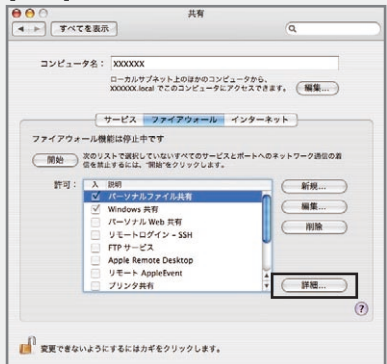 共有
すべてを表示
コンピュータ名： XXXXXX
ローカルサブネット上のほかのコンピュータから、
XXXXXX.local でこのコンピュータにアクセスできます。
編集...
サービス ファイアウォール インターネット
ファイアウォール機能は停止中です
開始
次のリストで選択していないすべてのサービスとポートへのネットワーク通信の着
信を禁止するには、“開始”をクリックします。
許可：
入 説明
パーソナルファイル共有
Windows 共有
パーソナル Web 共有
リモートログイン - SSH
FTP サービス
Apple Remote Desktop
リモート AppleEvent
プリンタ共有
新規...
編集...
削除
詳細...
?
変更できないようにするにはカギをクリックします。